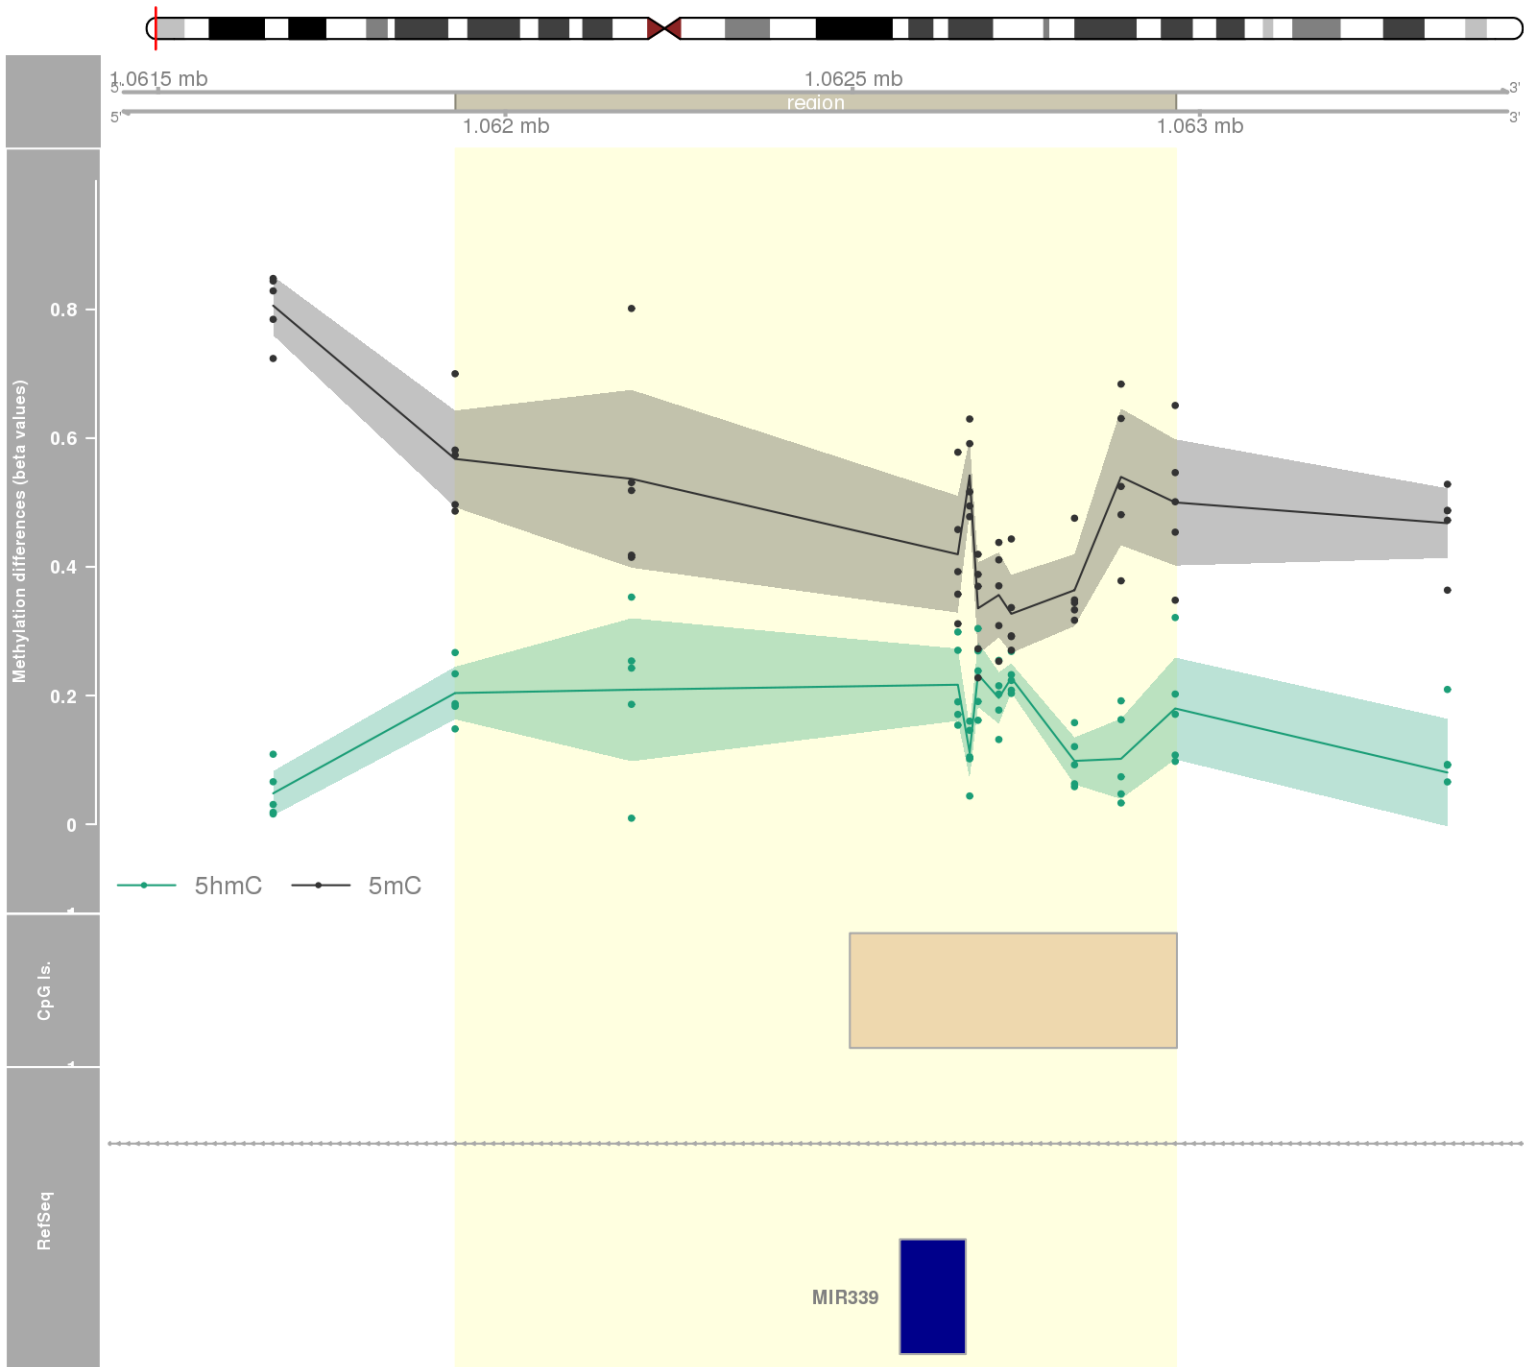 1.0615 mb
1.0625 mb
5'
3'
region
5'
3'
1.062 mb
1.063 mb
Methylation differences (beta values)
0.8
0.6
0.4
0.2
0
5hmC
5mC
CpG Is.
RefSeq
MIR339